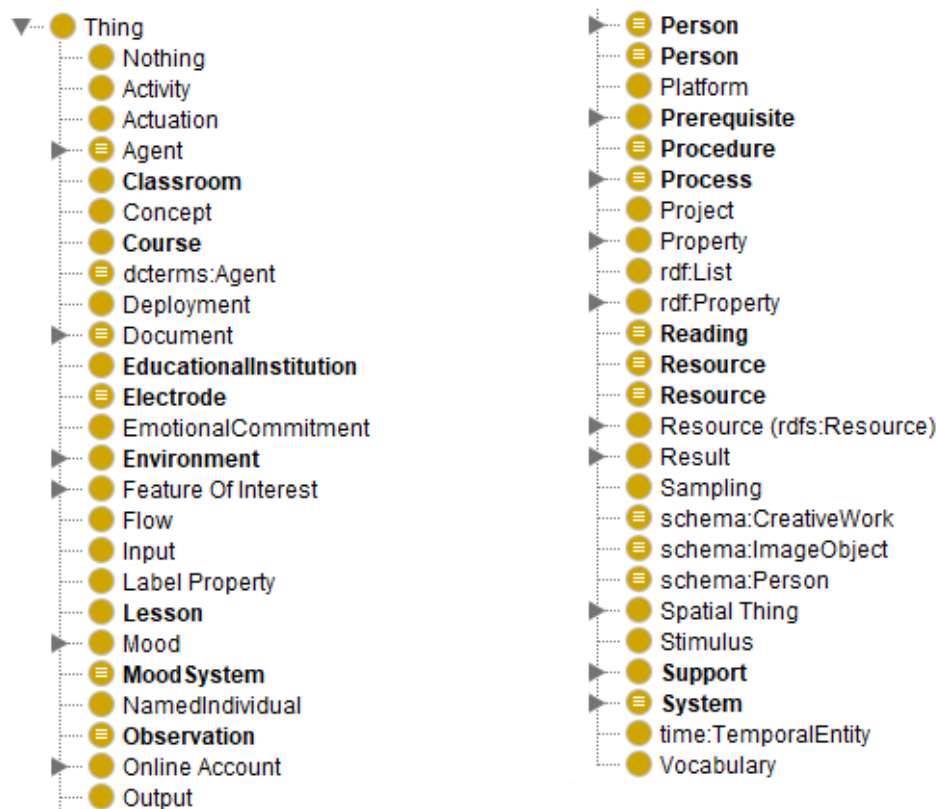 Thing
Nothing
Activity
Actuation
Agent
Classroom
Concept
Course
dcterms:Agent
Deployment
Document
EducationalInstitution
Electrode
EmotionalCommitment
Environment
Feature Of Interest
Flow
Input
Label Property
Lesson
Mood
MoodSystem
NamedIndividual
Observation
Online Account
Output
Person
Person
Platform
Prerequisite
Procedure
Process
Project
Property
rdf:List
rdf:Property
Reading
Resource
Resource
Resource (rdfs:Resource)
Result
Sampling
schema:CreativeWork
schema:ImageObject
schema:Person
Spatial Thing
Stimulus
Support
System
time:TemporalEntity
Vocabulary